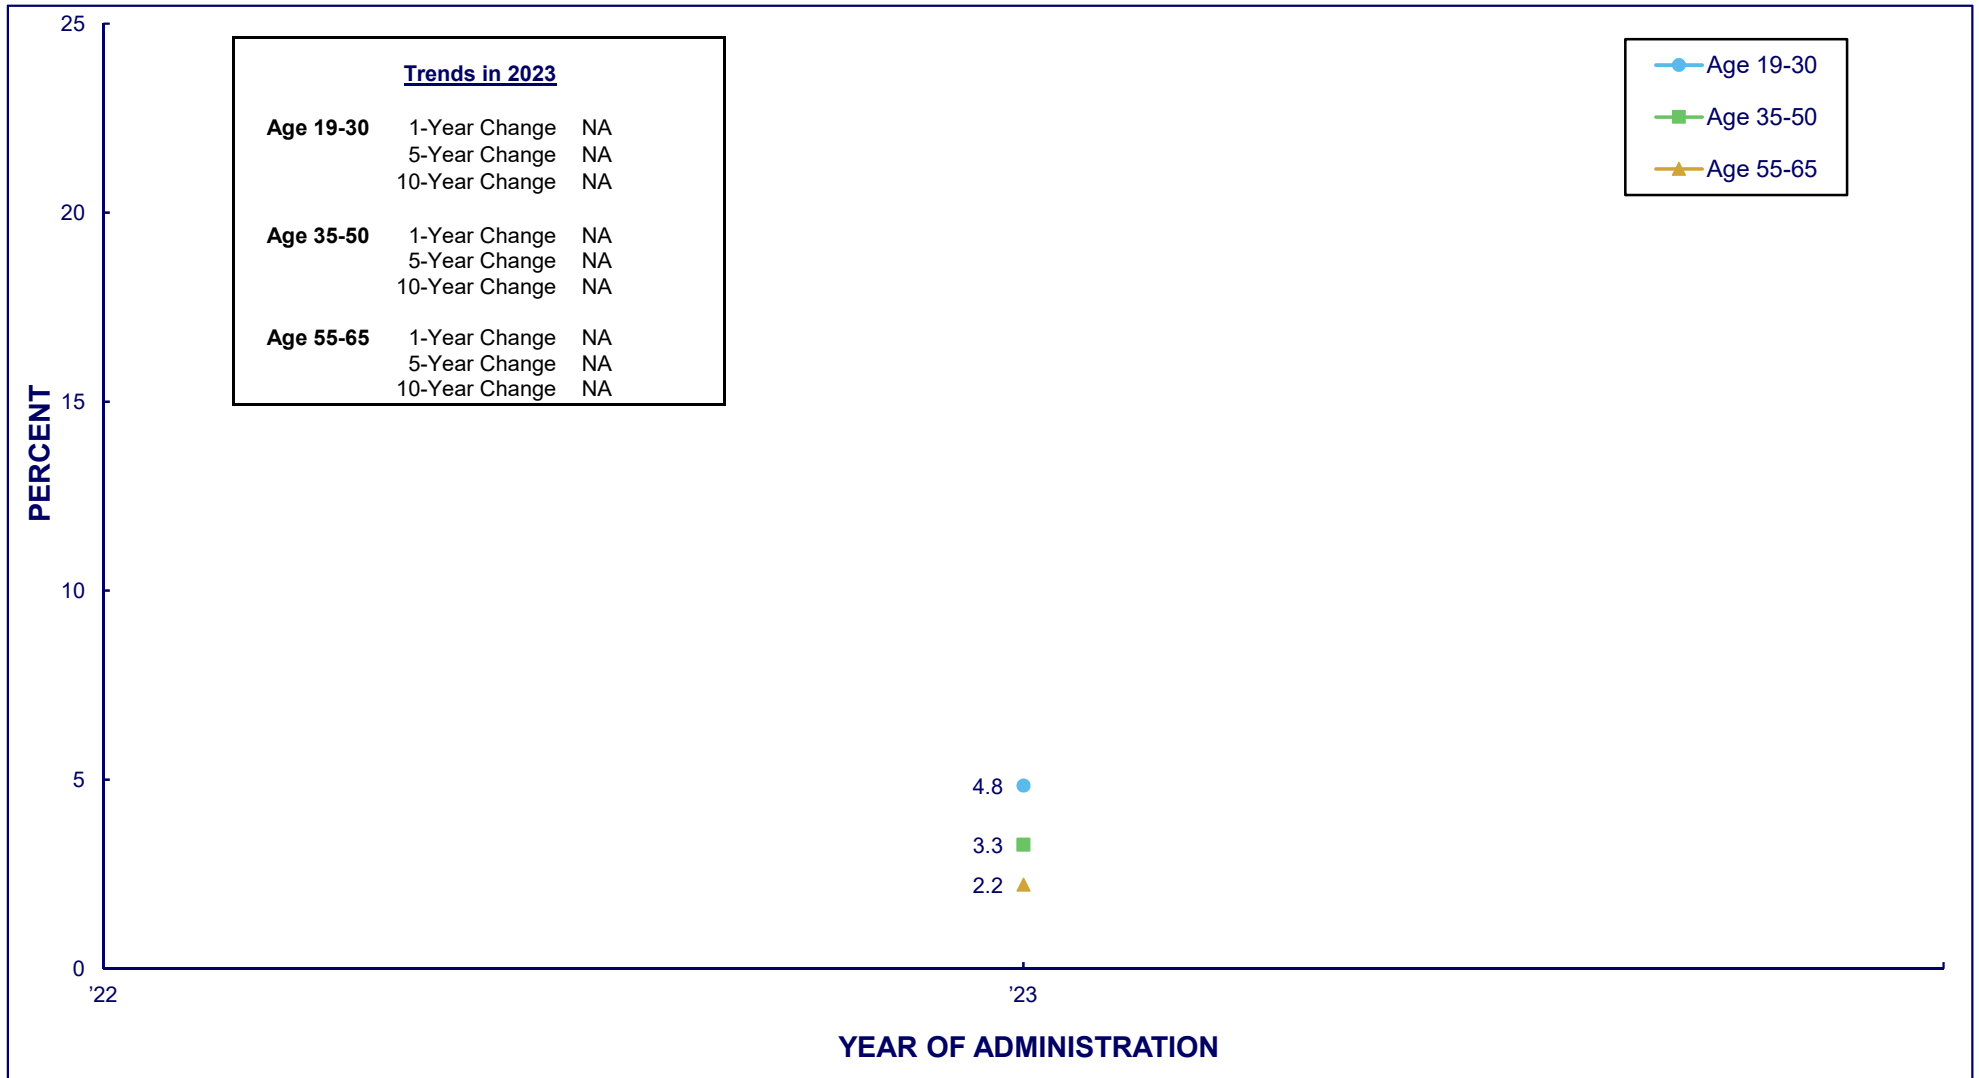 25
20
15
10
5
0
PERCENT
Trends in 2023
Age 19-30 1-Year Change NA
5-Year Change NA
10-Year Change NA
Age 35-50 1-Year Change NA
5-Year Change NA
10-Year Change NA
Age 55-65 1-Year Change NA
5-Year Change NA
10-Year Change NA
Age 19-30
Age 35-50
Age 55-65
4.8
3.3
2.2
’22 ’23
YEAR OF ADMINISTRATION